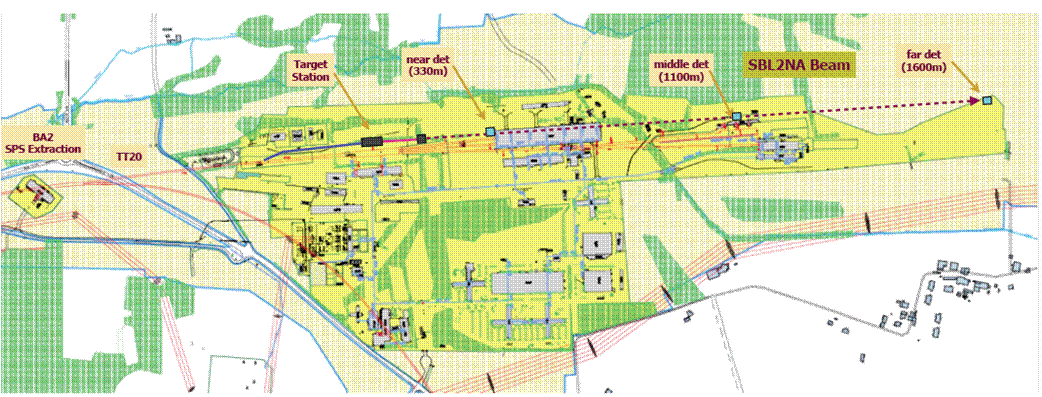 Target
Station
near det
(330m)
middle det
(1100m)
SBL2NA Beam
far det
(1600m)
BA2
SPS Extraction
TT20